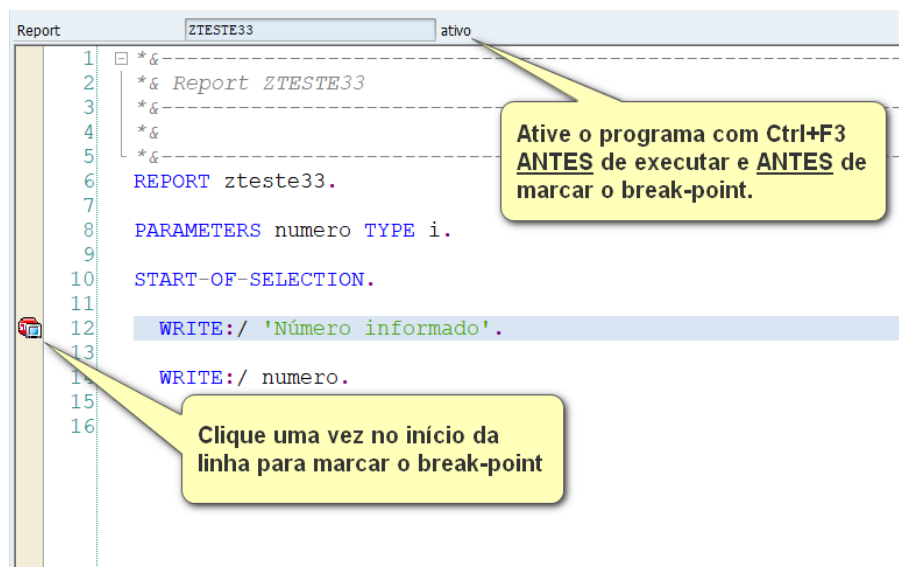 Report ZTESTE33 ativo
1 *&---------------------------------------------------------------------
2 *& Report ZTESTE33
3 *&---------------------------------------------------------------------
4 *&
5 *&---------------------------------------------------------------------
6 REPORT zteste33.
7
8 PARAMETERS numero TYPE i.
9
10 START-OF-SELECTION.
11
12 WRITE:/ 'Número informado'.
13
14 WRITE:/ numero.
15
16
Ative o programa com Ctrl+F3
ANTES de executar e ANTES de
marcar o break-point.
Clique uma vez no início da
linha para marcar o break-point